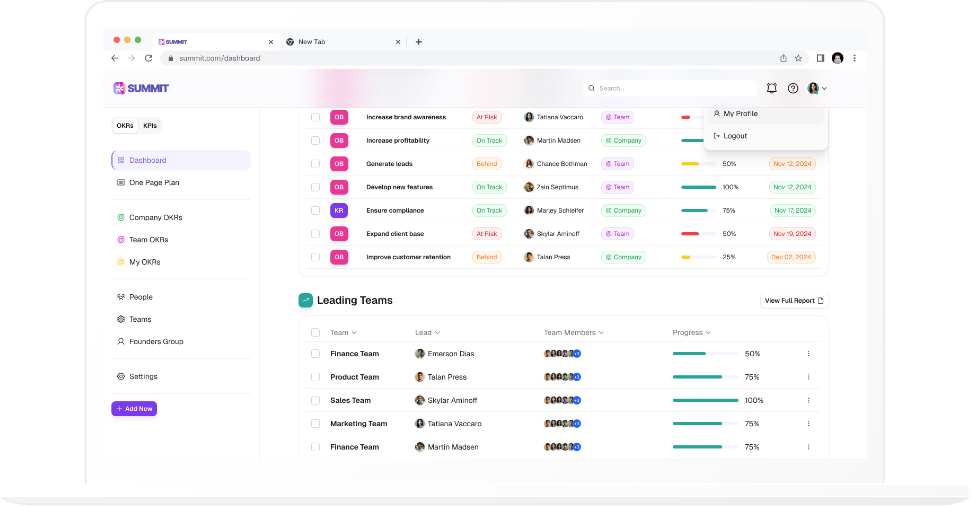 SUMMIT
New Tab
summit.com/dashboard
SUMMIT
Search...
OKRs KPIs
Dashboard
One Page Plan
Company OKRs
Team OKRs
My OKRs
People
Teams
Founders Group
Settings
+ Add New
My Profile
Logout
OB Increase brand awareness At Risk Tatiana Vaccaro Team
OB Increase profitability On Track Martin Madsen Company
OB Generate leads Behind Chance Bothman Team 50% Nov 12, 2024
OB Develop new features On Track Zain Septimus Team 100% Nov 12, 2024
KR Ensure compliance On Track Marley Schleifer Company 75% Nov 17, 2024
OB Expand client base At Risk Skylar Aminoff Team 50% Nov 19, 2024
OB Improve customer retention Behind Talan Press Company 25% Dec 02, 2024
Leading Teams View Full Report
Team Lead Team Members Progress
Finance Team Emerson Dias +3 50%
Product Team Talan Press +3 75%
Sales Team Skylar Aminoff +3 100%
Marketing Team Tatiana Vaccaro +3 75%
Finance Team Martin Madsen +3 75%